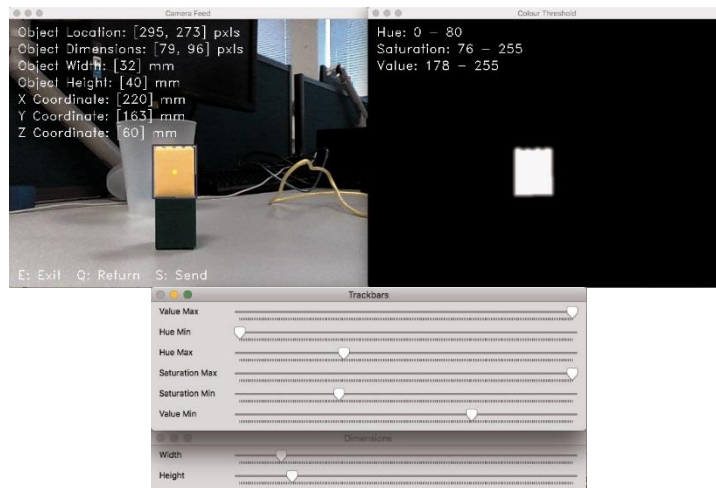 Camera Feed
Object Location: [295, 273] pxls
Object Dimensions: [79, 96] pxls
Object Width: [32] mm
Object Height: [40] mm
X Coordinate: [220] mm
Y Coordinate: [163] mm
Z Coordinate: [60] mm
E: Exit Q: Return S: Send
Colour Threshold
Hue: 0 - 80
Saturation: 76 - 255
Value: 178 - 255
Trackbars
Value Max
Hue Min
Hue Max
Saturation Max
Saturation Min
Value Min
Dimensions
Width
Height